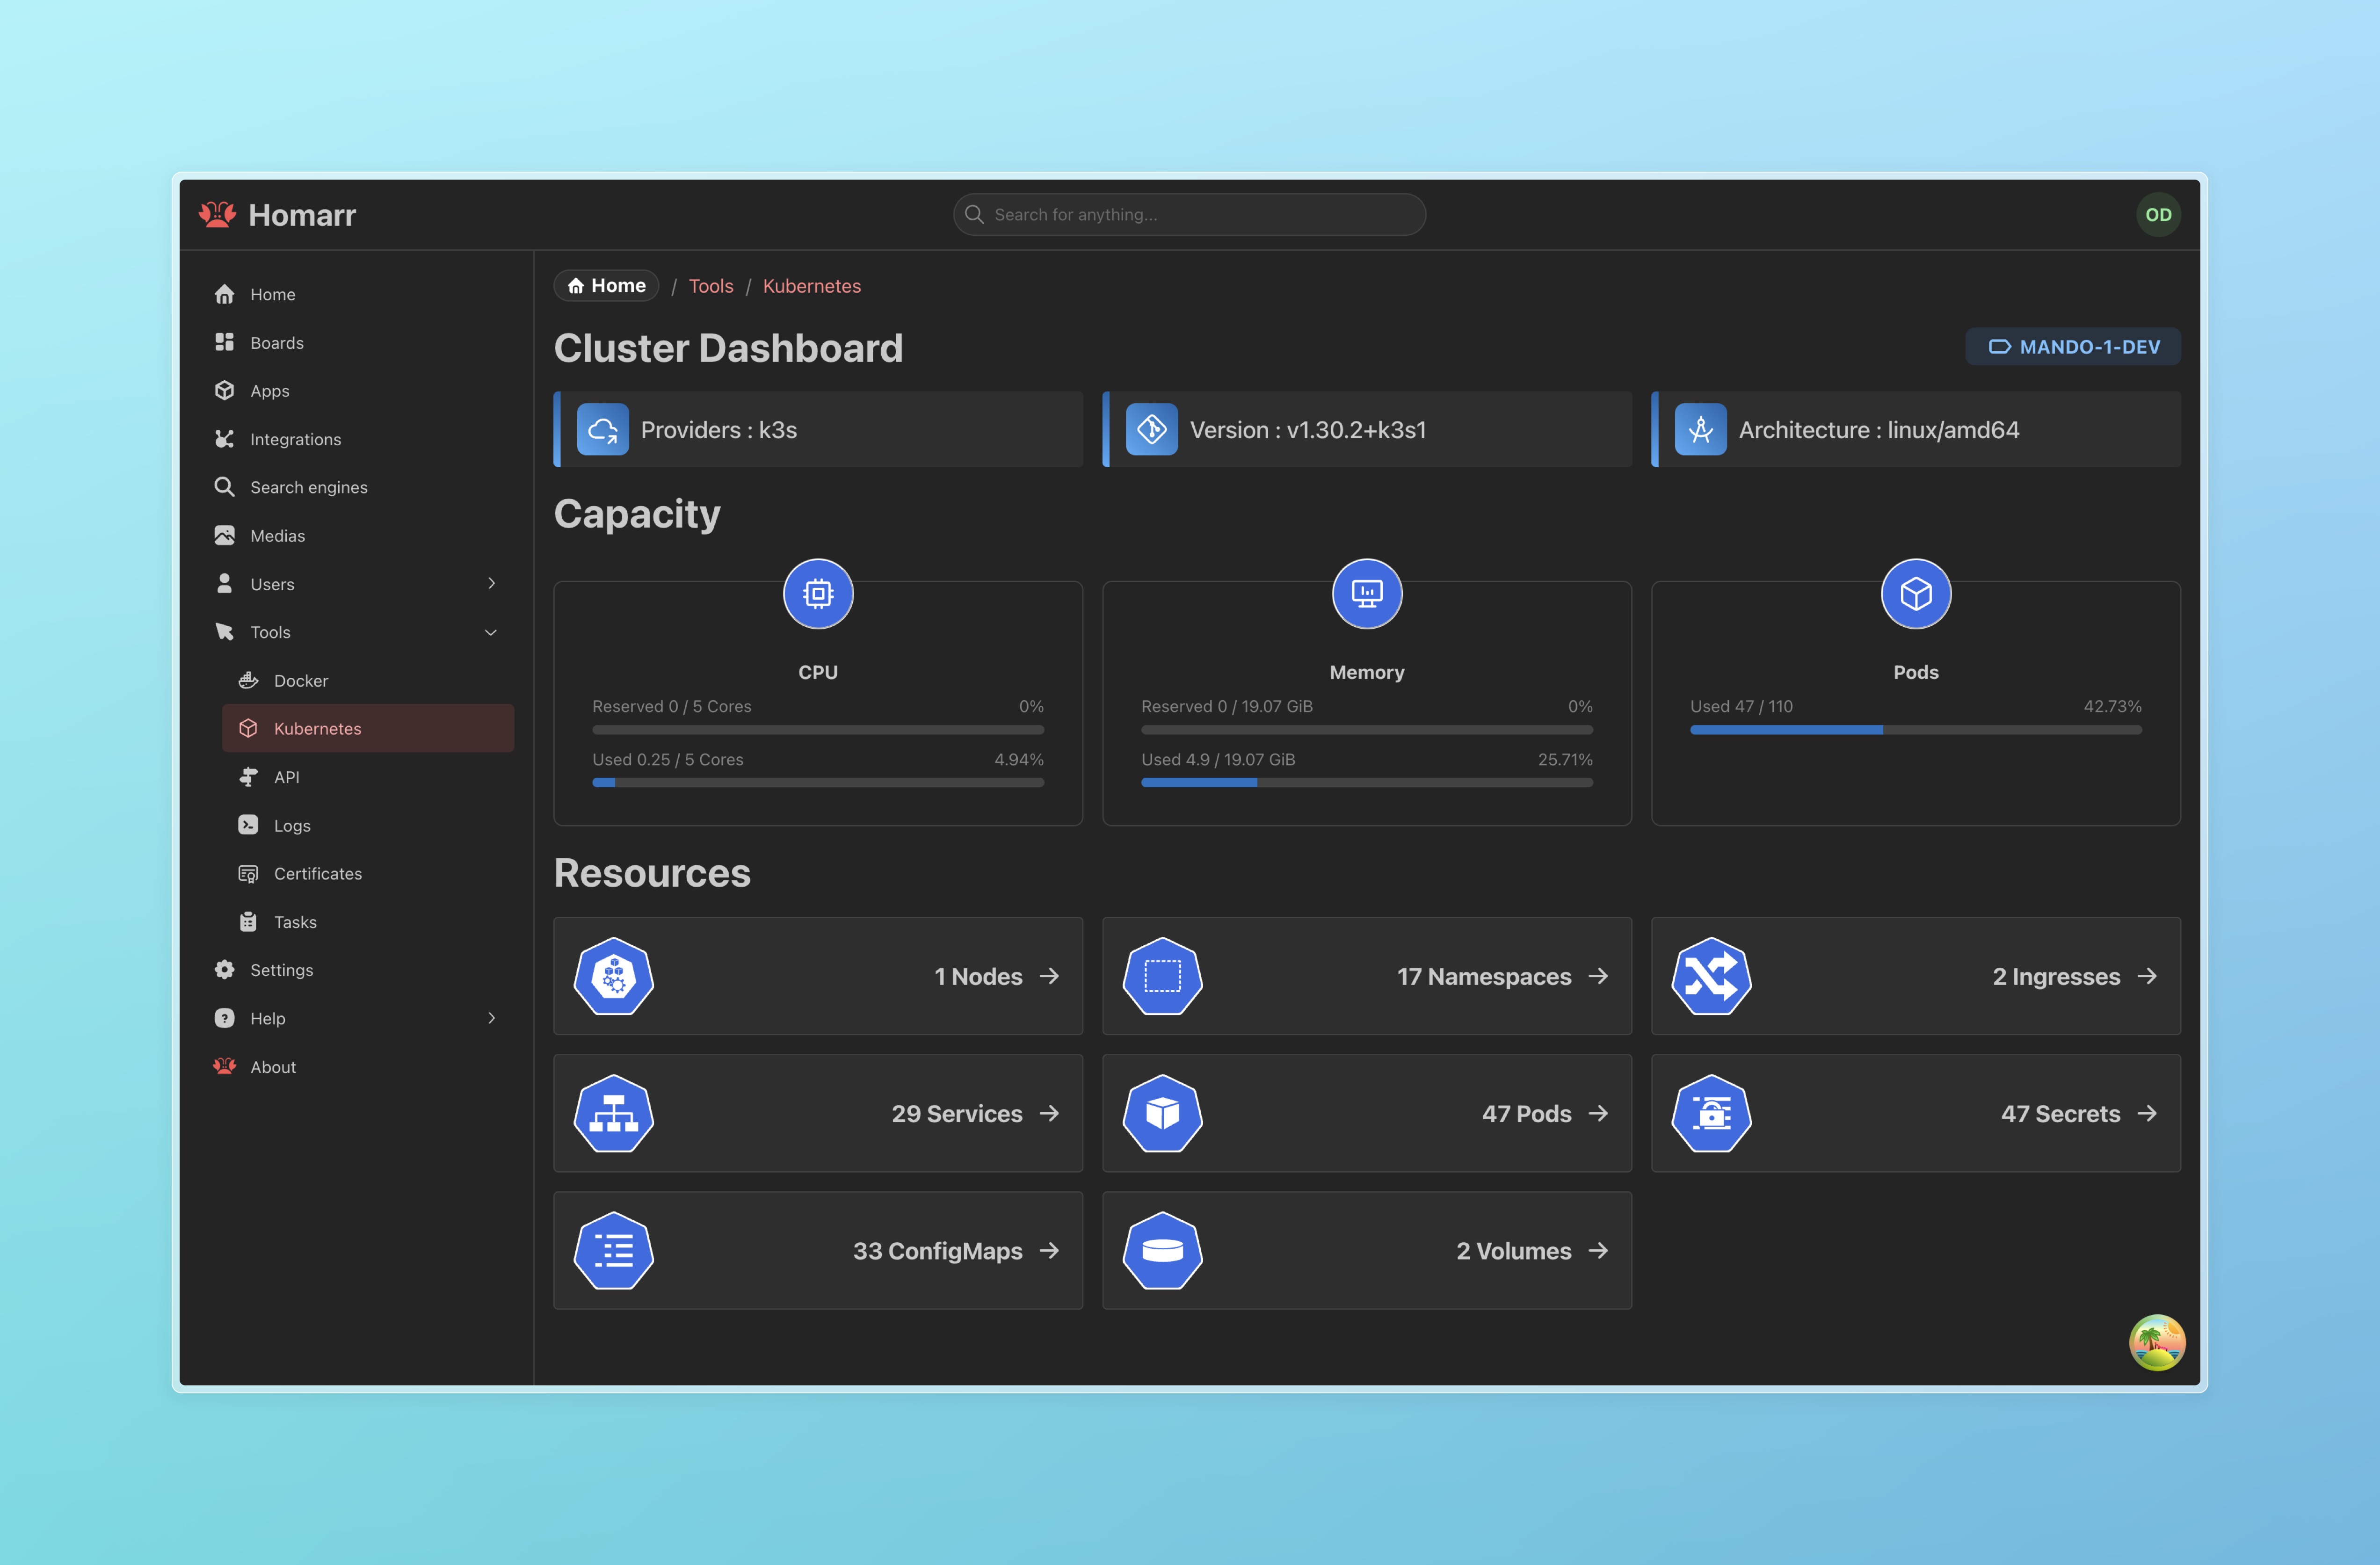 Homarr
Search for anything...
OD
Home
Boards
Apps
Integrations
Search engines
Medias
Users
Tools
Docker
Kubernetes
API
Logs
Certificates
Tasks
Settings
Help
About
Home / Tools / Kubernetes
Cluster Dashboard
MANDO-1-DEV
Providers : k3s
Version : v1.30.2+k3s1
Architecture : linux/amd64
Capacity
CPU
Reserved 0 / 5 Cores 0%
Used 0.25 / 5 Cores 4.94%
Memory
Reserved 0 / 19.07 GiB 0%
Used 4.9 / 19.07 GiB 25.71%
Pods
Used 47 / 110 42.73%
Resources
1 Nodes
17 Namespaces
2 Ingresses
29 Services
47 Pods
47 Secrets
33 ConfigMaps
2 Volumes